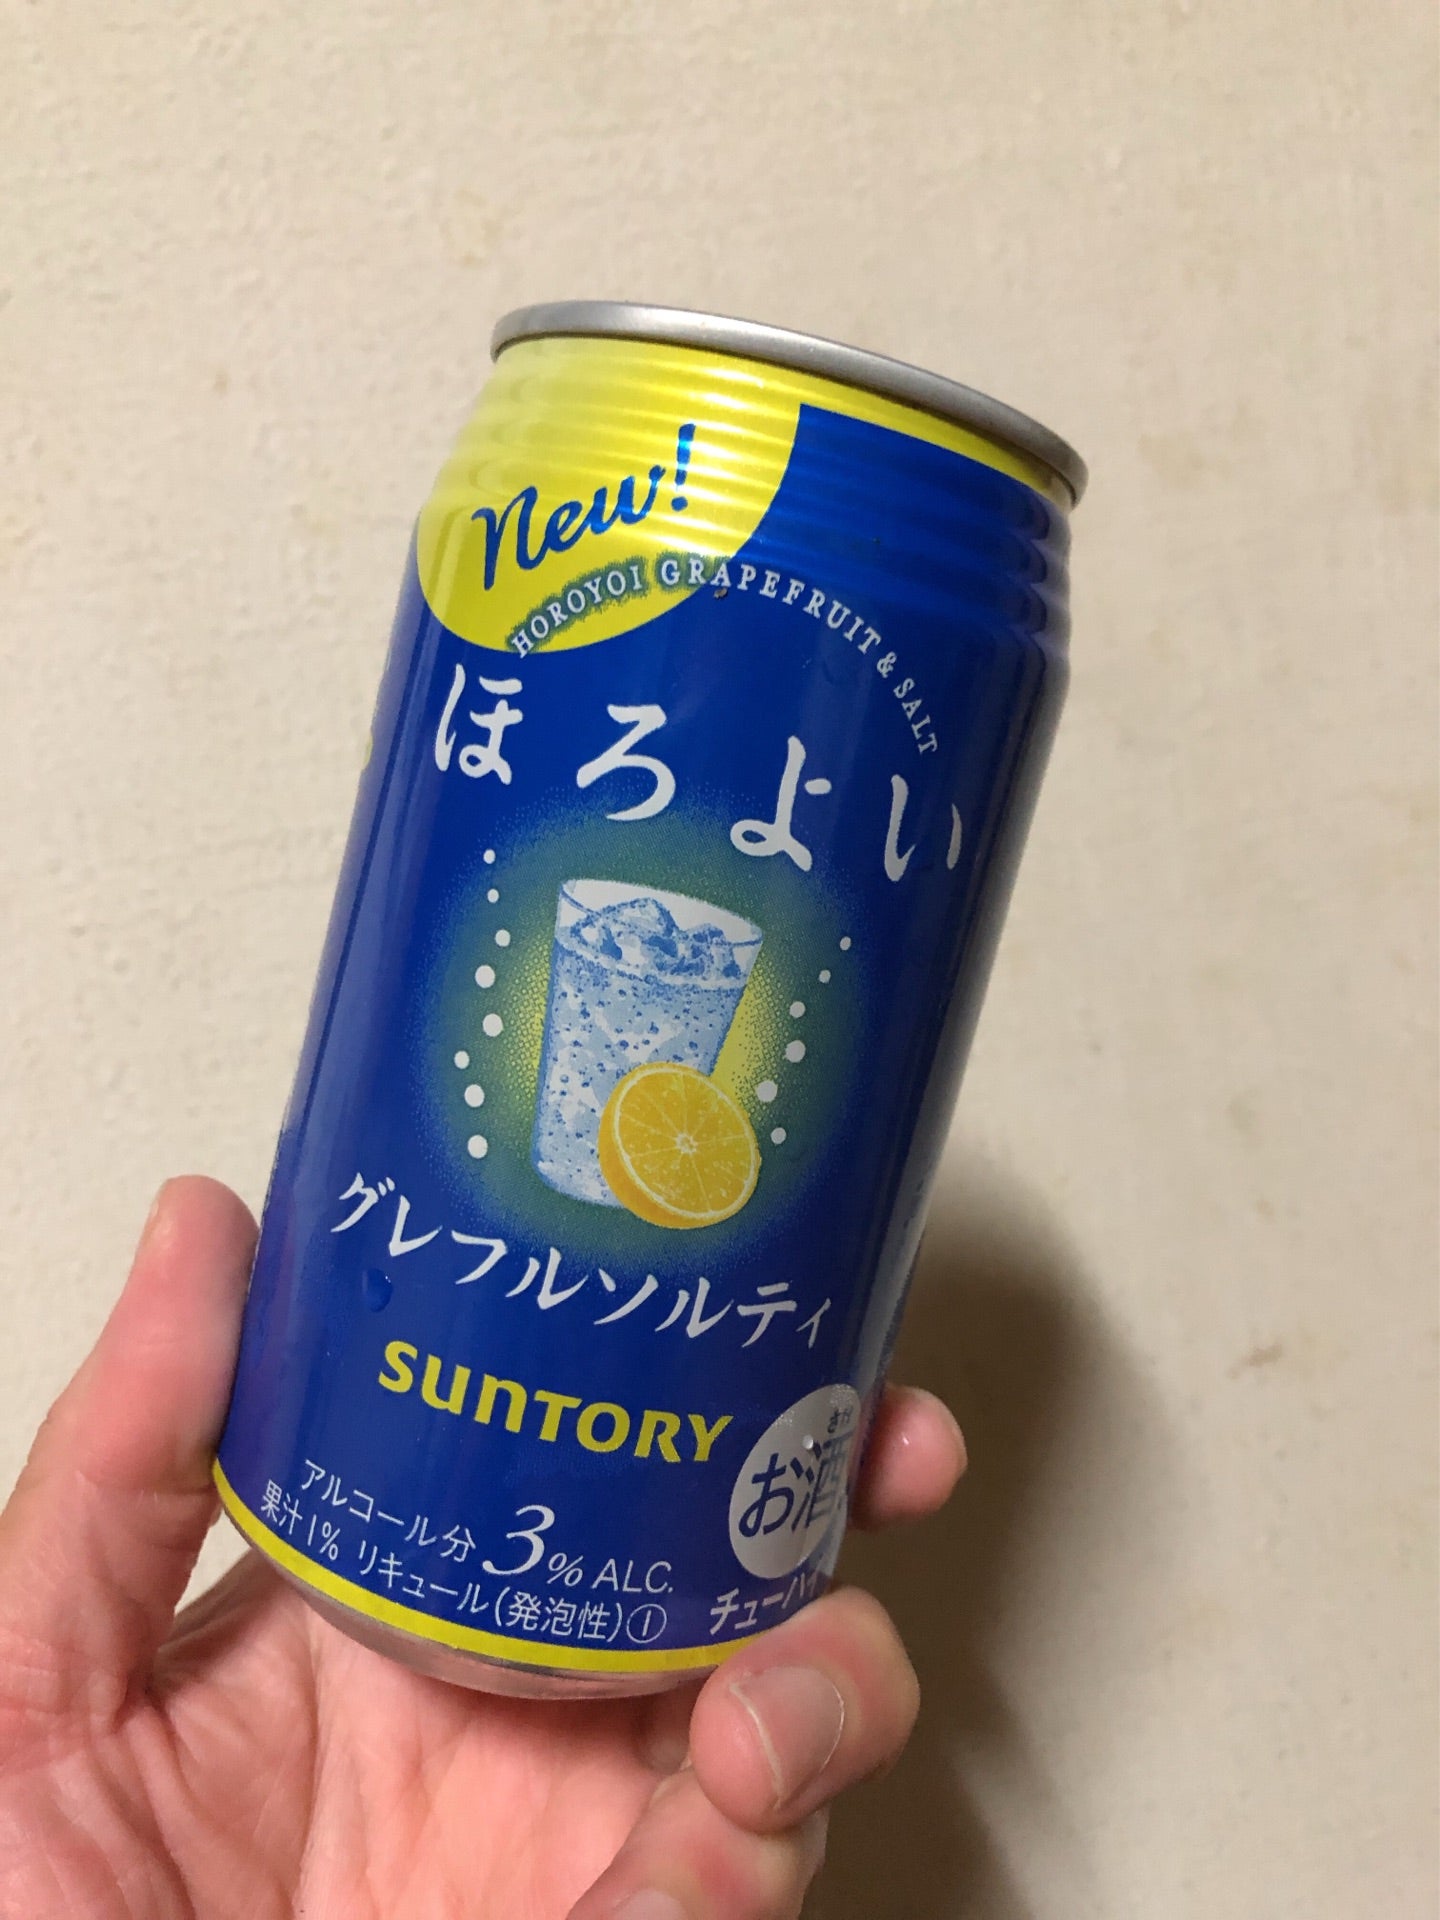 New!
HOROYOI GRAPEFRUIT & SALT
ほろよい
グレフルソルティ
SUNTORY
お酒
アルコール分 3% ALC.
果汁1% リキュール(発泡性)①
チューハイ